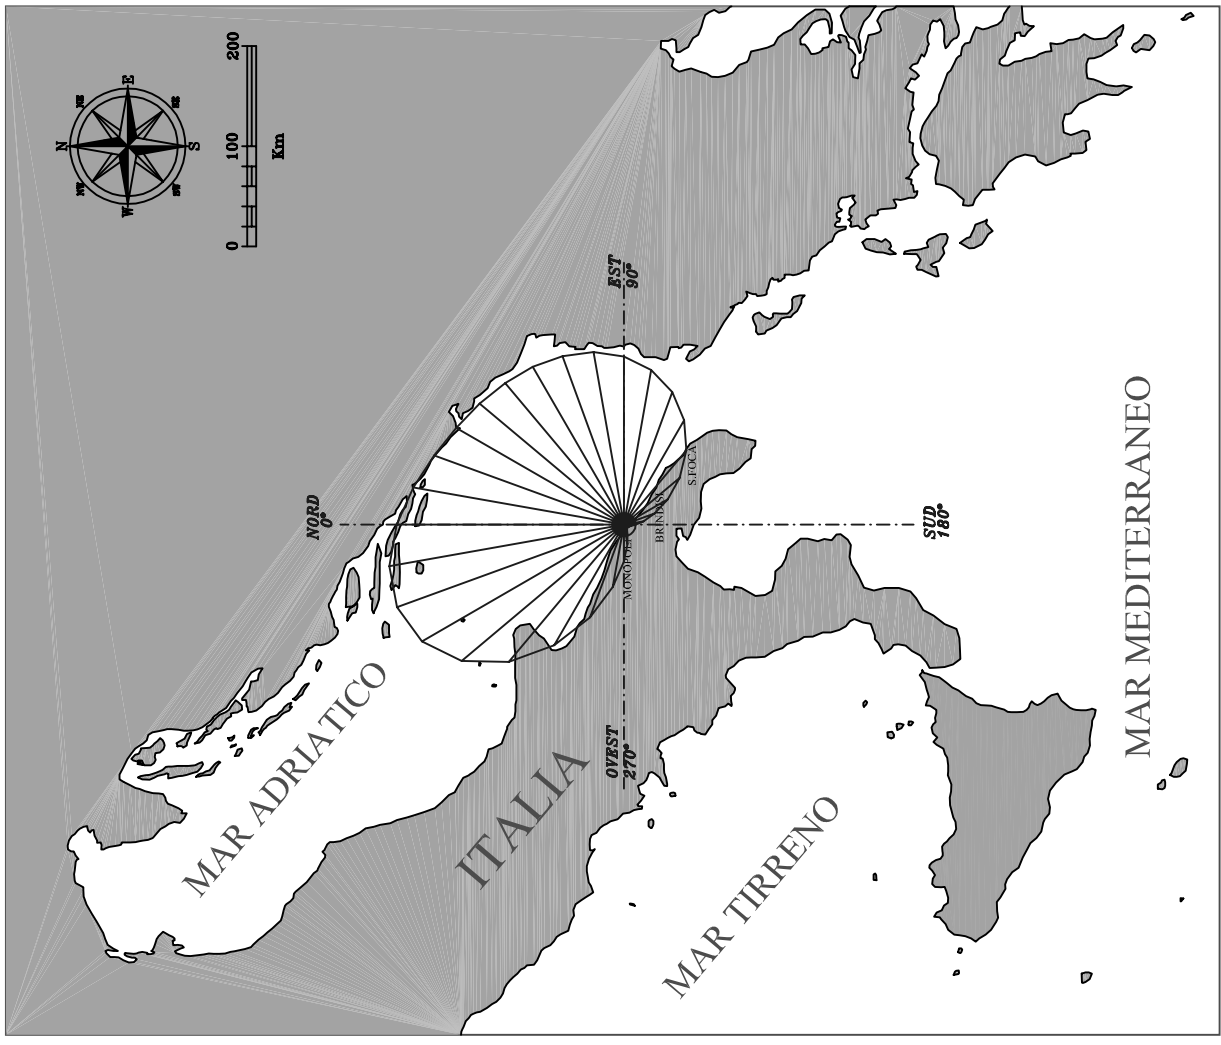 E
NE
SE
N
S
NW
SW
W
0
100
200
Km
EST
90°
NORD
0°
SUD
180°
OVEST
270°
S.FOCA
BRINDISI
MONOPOLI
MAR ADRIATICO
ITALIA
MAR TIRRENO
MAR MEDITERRANEO